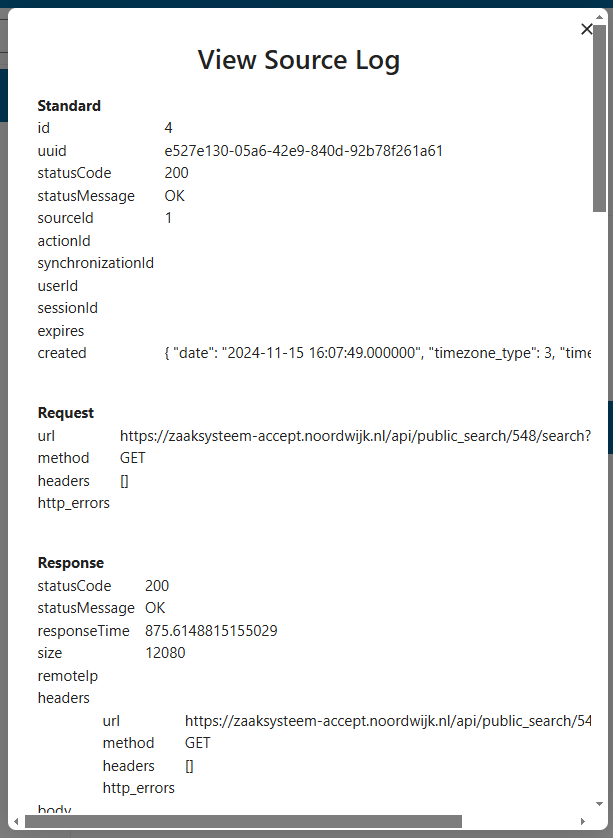 View Source Log
Standard
id 4
uuid e527e130-05a6-42e9-840d-92b78f261a61
statusCode 200
statusMessage OK
sourceId 1
actionId
synchronizationId
userId
sessionId
expires
created { "date": "2024-11-15 16:07:49.000000", "timezone_type": 3, "time
Request
url https://zaaksysteem-accept.noordwijk.nl/api/public_search/548/search?
method GET
headers []
http_errors
Response
statusCode 200
statusMessage OK
responseTime 875.6148815155029
size 12080
remoteIp
headers
url https://zaaksysteem-accept.noordwijk.nl/api/public_search/54
method GET
headers []
http_errors
body